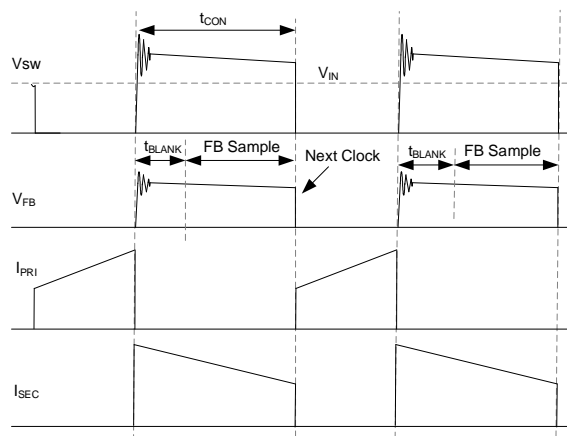 tCON
VSW
VIN
tBLANK FB Sample
Next Clock
tBLANK FB Sample
VFB
IPRI
ISEC